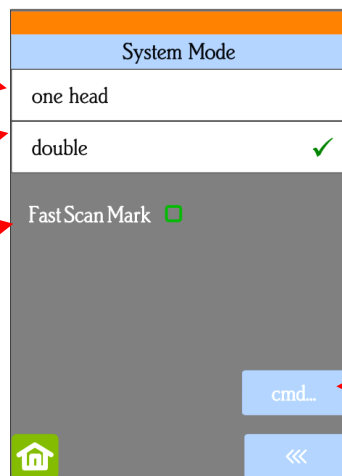 System Mode
one head
double
Fast Scan Mark
cmd...